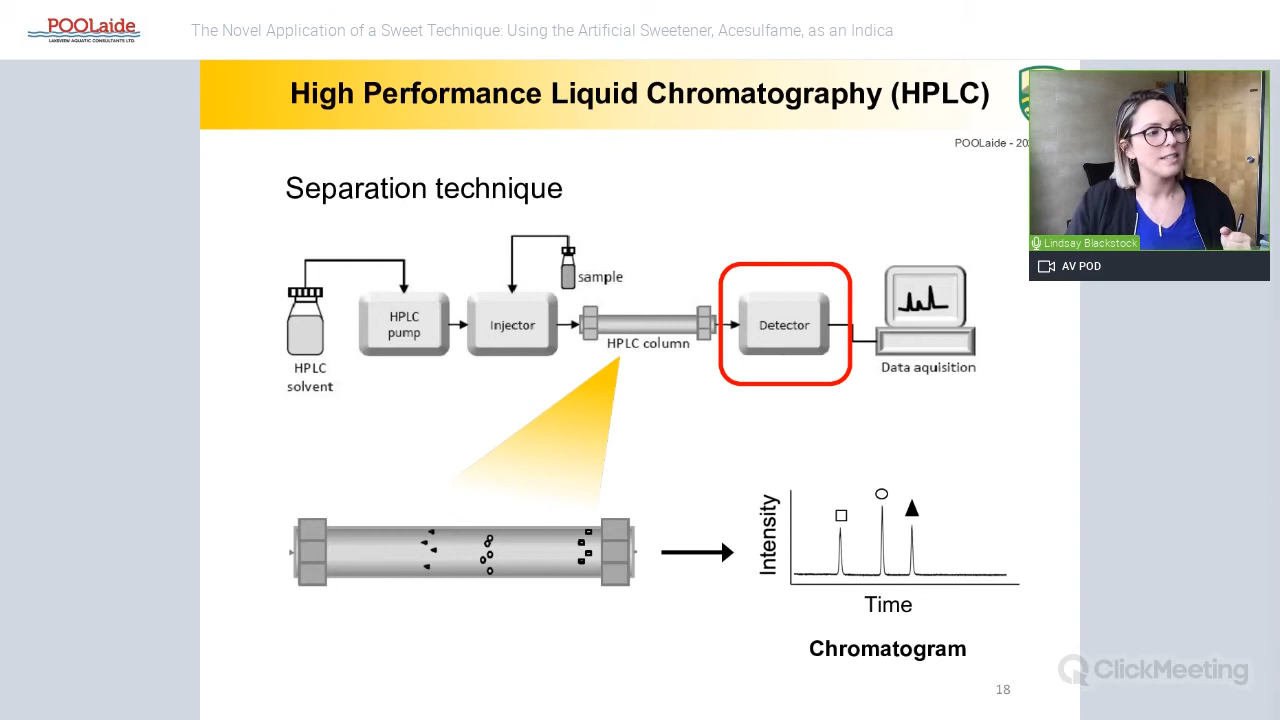 POOLaide
LAKEVIEW AQUATIC CONSULTANTS LTD.
The Novel Application of a Sweet Technique: Using the Artificial Sweetener, Acesulfame, as an Indica
High Performance Liquid Chromatography (HPLC)
POOLaide - 20
Lindsay Blackstock
AV POD
Separation technique
sample
HPLC
pump
Injector
HPLC column
Detector
HPLC
solvent
Data aquisition
Intensity
Time
Chromatogram
ClickMeeting
18